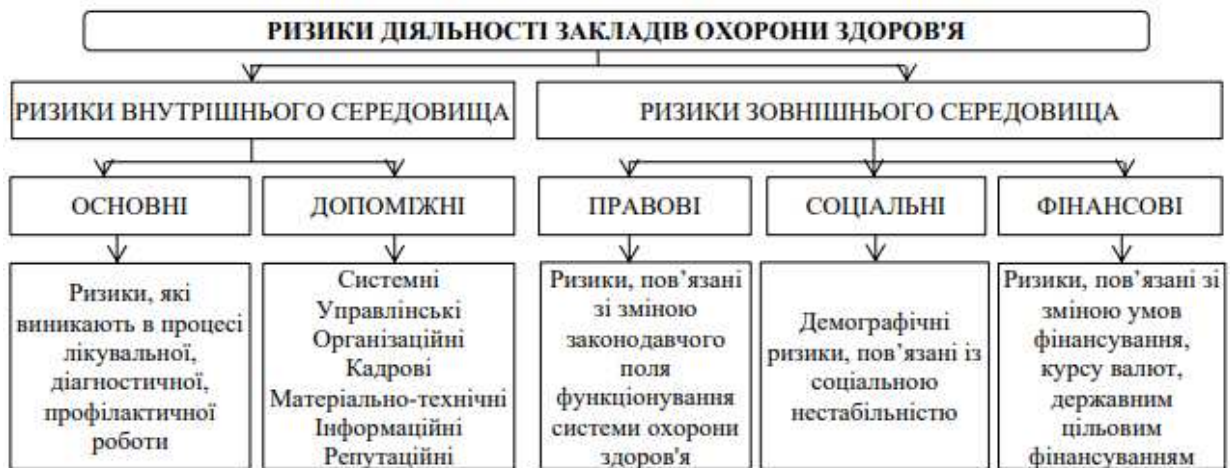 РИЗИКИ ДІЯЛЬНОСТІ ЗАКЛАДІВ ОХОРОНИ ЗДОРОВ'Я
РИЗИКИ ВНУТРІШНЬОГО СЕРЕДОВИЩА
РИЗИКИ ЗОВНІШНЬОГО СЕРЕДОВИЩА
ОСНОВНІ
ДОПОМІЖНІ
ПРАВОВІ
СОЦІАЛЬНІ
ФІНАНСОВІ
Ризики, які
виникають в процесі
лікувальної,
діагностичної,
профілактичної
роботи
Системні
Управлінські
Організаційні
Кадрові
Матеріально-технічні
Інформаційні
Репутаційні
Ризики, пов’язані
зі зміною
законодавчого
поля
функціонування
системи охорони
здоров'я
Демографічні
ризики, пов’язані із
соціальною
нестабільністю
Ризики, пов’язані зі
зміною умов
фінансування,
курсу валют,
державним
цільовим
фінансуванням